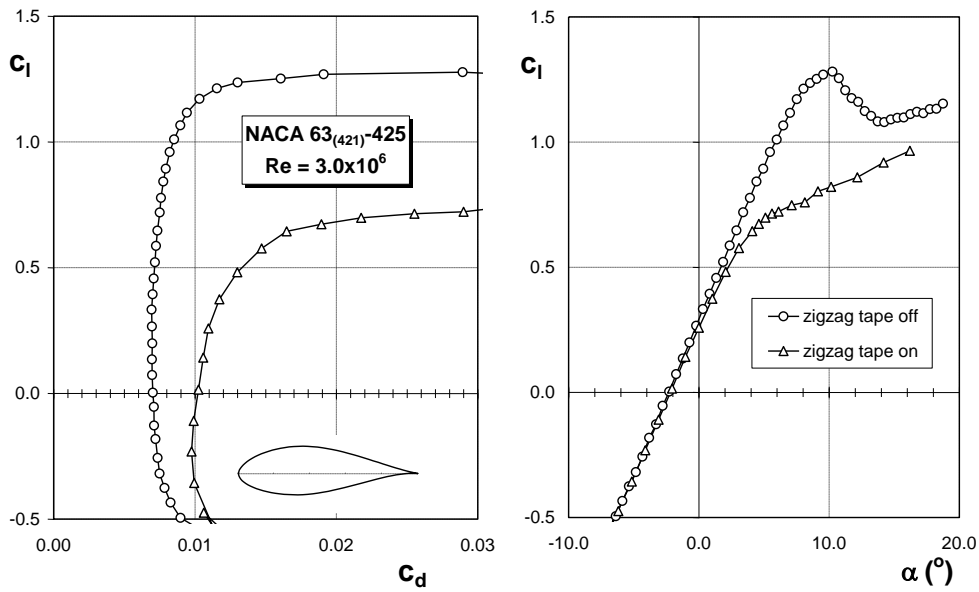 1.5
c_l
1.0
0.5
0.0
-0.5
0.00
0.01
0.02
0.03
c_d
NACA 63_(421)-425
Re = 3.0x10^6
1.5
c_l
1.0
0.5
0.0
-0.5
-10.0
0.0
10.0
20.0
α (^o)
zigzag tape off
zigzag tape on